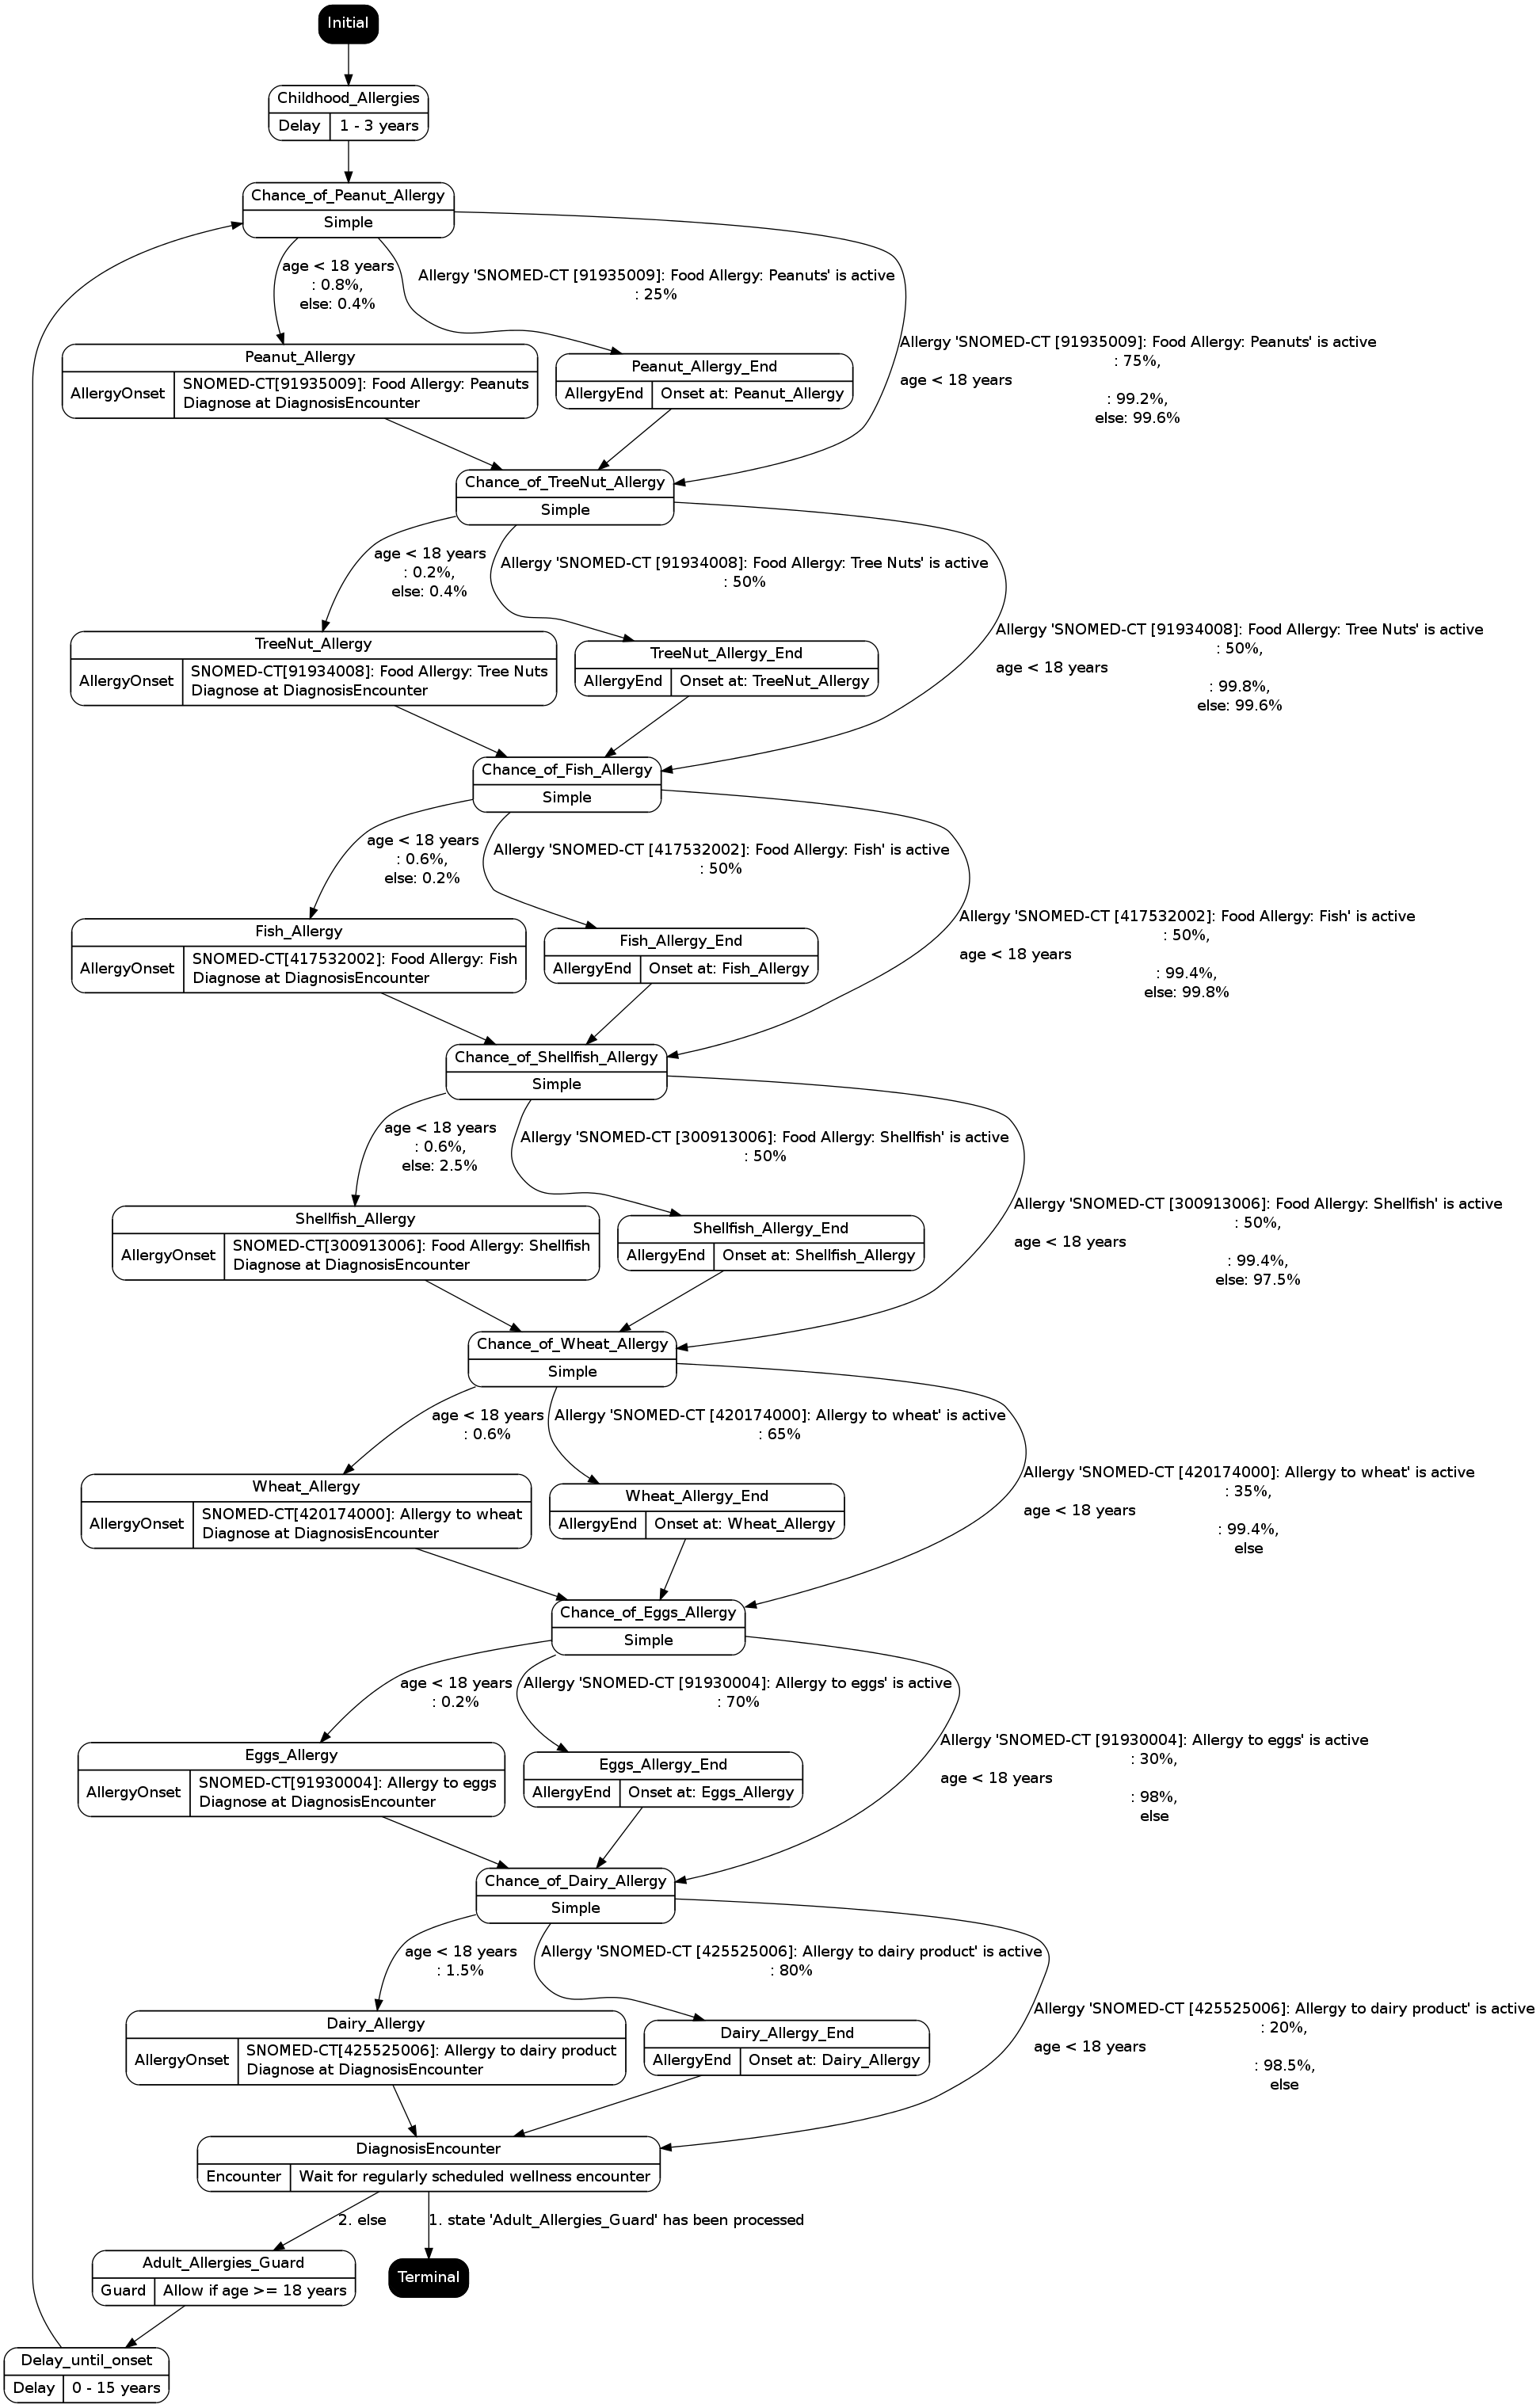 Initial
Childhood_Allergies
Delay 1 - 3 years
Chance_of_Peanut_Allergy
Simple
age < 18 years
: 0.8%,
else: 0.4%
Allergy 'SNOMED-CT [91935009]: Food Allergy: Peanuts' is active
: 25%
Allergy 'SNOMED-CT [91935009]: Food Allergy: Peanuts' is active
: 75%,
age < 18 years
: 99.2%,
else: 99.6%
Peanut_Allergy
AllergyOnset
SNOMED-CT[91935009]: Food Allergy: Peanuts
Diagnose at DiagnosisEncounter
Peanut_Allergy_End
AllergyEnd Onset at: Peanut_Allergy
Chance_of_TreeNut_Allergy
Simple
age < 18 years
: 0.2%,
else: 0.4%
Allergy 'SNOMED-CT [91934008]: Food Allergy: Tree Nuts' is active
: 50%
Allergy 'SNOMED-CT [91934008]: Food Allergy: Tree Nuts' is active
: 50%,
age < 18 years
: 99.8%,
else: 99.6%
TreeNut_Allergy
AllergyOnset
SNOMED-CT[91934008]: Food Allergy: Tree Nuts
Diagnose at DiagnosisEncounter
TreeNut_Allergy_End
AllergyEnd Onset at: TreeNut_Allergy
Chance_of_Fish_Allergy
Simple
age < 18 years
: 0.6%,
else: 0.2%
Allergy 'SNOMED-CT [417532002]: Food Allergy: Fish' is active
: 50%
Allergy 'SNOMED-CT [417532002]: Food Allergy: Fish' is active
: 50%,
age < 18 years
: 99.4%,
else: 99.8%
Fish_Allergy
AllergyOnset
SNOMED-CT[417532002]: Food Allergy: Fish
Diagnose at DiagnosisEncounter
Fish_Allergy_End
AllergyEnd Onset at: Fish_Allergy
Chance_of_Shellfish_Allergy
Simple
age < 18 years
: 0.6%,
else: 2.5%
Allergy 'SNOMED-CT [300913006]: Food Allergy: Shellfish' is active
: 50%
Allergy 'SNOMED-CT [300913006]: Food Allergy: Shellfish' is active
: 50%,
age < 18 years
: 99.4%,
else: 97.5%
Shellfish_Allergy
AllergyOnset
SNOMED-CT[300913006]: Food Allergy: Shellfish
Diagnose at DiagnosisEncounter
Shellfish_Allergy_End
AllergyEnd Onset at: Shellfish_Allergy
Chance_of_Wheat_Allergy
Simple
age < 18 years
: 0.6%
Allergy 'SNOMED-CT [420174000]: Allergy to wheat' is active
: 65%
Allergy 'SNOMED-CT [420174000]: Allergy to wheat' is active
: 35%,
age < 18 years
: 99.4%,
else
Wheat_Allergy
AllergyOnset
SNOMED-CT[420174000]: Allergy to wheat
Diagnose at DiagnosisEncounter
Wheat_Allergy_End
AllergyEnd Onset at: Wheat_Allergy
Chance_of_Eggs_Allergy
Simple
age < 18 years
: 0.2%
Allergy 'SNOMED-CT [91930004]: Allergy to eggs' is active
: 70%
Allergy 'SNOMED-CT [91930004]: Allergy to eggs' is active
: 30%,
age < 18 years
: 98%,
else
Eggs_Allergy
AllergyOnset
SNOMED-CT[91930004]: Allergy to eggs
Diagnose at DiagnosisEncounter
Eggs_Allergy_End
AllergyEnd Onset at: Eggs_Allergy
Chance_of_Dairy_Allergy
Simple
age < 18 years
: 1.5%
Allergy 'SNOMED-CT [425525006]: Allergy to dairy product' is active
: 80%
Allergy 'SNOMED-CT [425525006]: Allergy to dairy product' is active
: 20%,
age < 18 years
: 98.5%,
else
Dairy_Allergy
AllergyOnset
SNOMED-CT[425525006]: Allergy to dairy product
Diagnose at DiagnosisEncounter
Dairy_Allergy_End
AllergyEnd Onset at: Dairy_Allergy
DiagnosisEncounter
Encounter Wait for regularly scheduled wellness encounter
2. else
1. state 'Adult_Allergies_Guard' has been processed
Adult_Allergies_Guard
Guard Allow if age >= 18 years
Terminal
Delay_until_onset
Delay 0 - 15 years